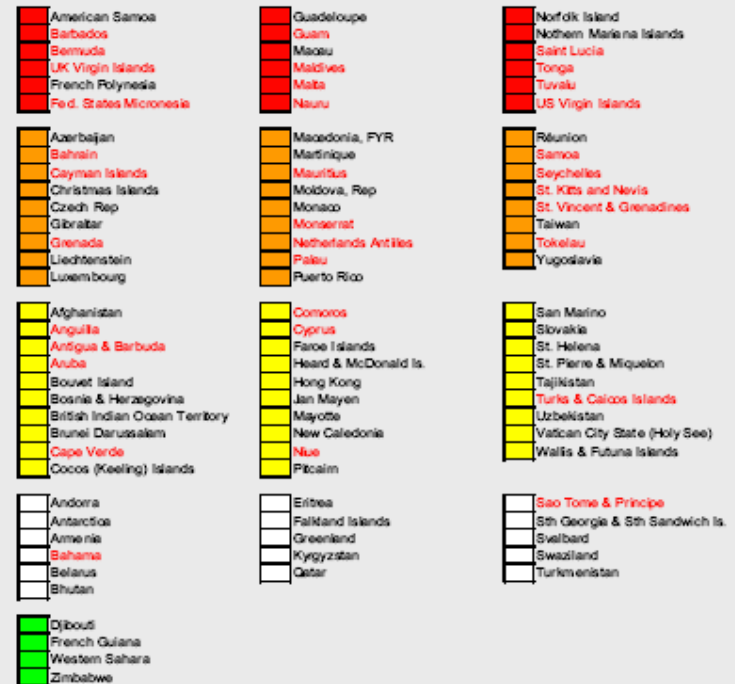 American Samoa
Barbados
Bermuda
UK Virgin Islands
French Polynesia
Fed. States Micronesia
Guadeloupe
Guam
Macau
Maldives
Malta
Nauru
Norfolk Island
Nothern Mariana Islands
Saint Lucia
Tonga
Tuvalu
US Virgin Islands
Azerbaijan
Bahrain
Cayman Islands
Christmas Islands
Czech Rep
Gibraltar
Grenada
Liechtenstein
Luxembourg
Macedonia, FYR
Martinique
Mauritius
Moldova, Rep
Monaco
Monserrat
Netherlands Antilles
Palau
Puerto Rico
Réunion
Samoa
Seychelles
St. Kitts and Nevis
St. Vincent & Grenadines
Taiwan
Tokelau
Yugoslavia
Afghanistan
Anguilla
Antigua & Barbuda
Aruba
Bouvet Island
Bosnia & Herzegovina
British Indian Ocean Territory
Brunei Darussalam
Cape Verde
Cocos (Keeling) Islands
Comoros
Cyprus
Faroe Islands
Heard & McDonald Is.
Hong Kong
Jan Mayen
Mayotte
New Caledonia
Niue
Pitcairn
San Marino
Slovakia
St. Helena
St. Pierre & Miquelon
Tajikistan
Turks & Caicos Islands
Uzbekistan
Vatican City State (Holy See)
Wallis & Futuna Islands
Andorra
Antarctica
Armenia
Bahama
Belarus
Bhutan
Eritrea
Falkland Islands
Greenland
Kyrgyzstan
Qatar
Sao Tome & Principe
Sth Georgia & Sth Sandwich Is.
Svalbard
Swaziland
Turkmenistan
Djibouti
French Guiana
Western Sahara
Zimbabwe